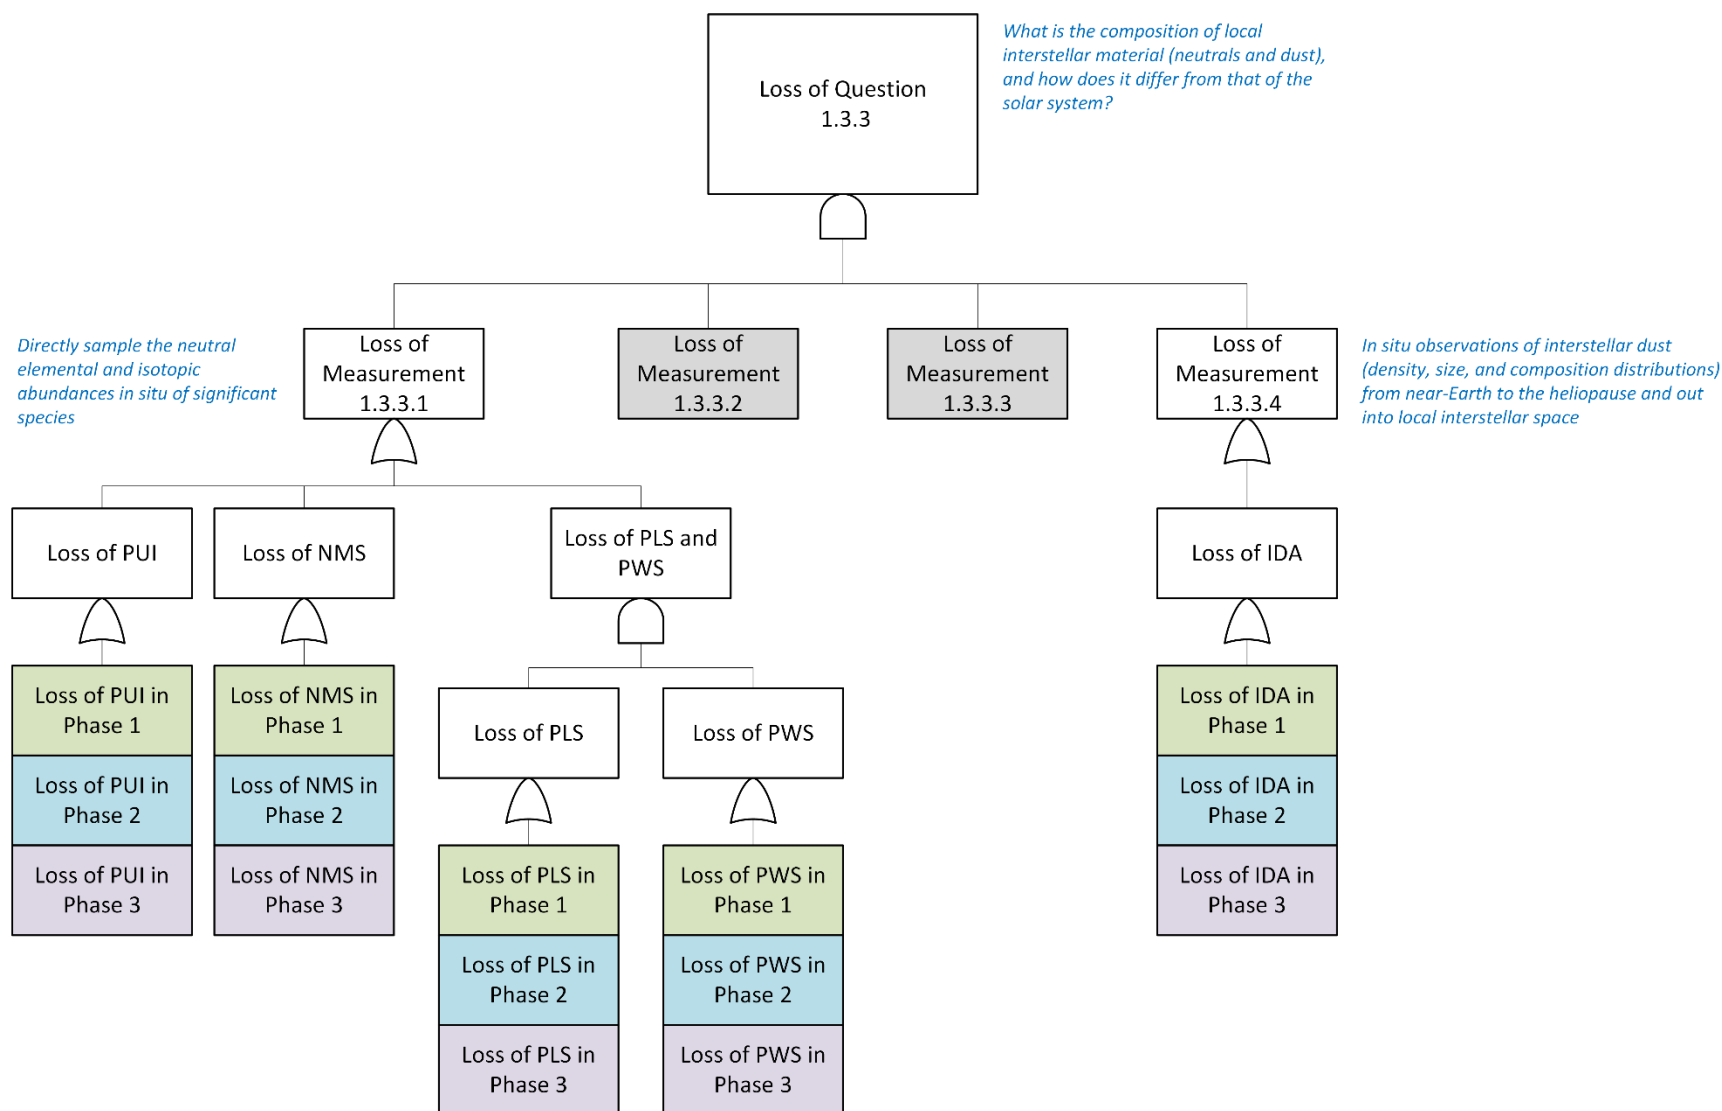 Loss of Question
1.3.3
What is the composition of local
interstellar material (neutrals and dust),
and how does it differ from that of the
solar system?
Directly sample the neutral
elemental and isotopic
abundances in situ of significant
species
Loss of
Measurement
1.3.3.1
Loss of
Measurement
1.3.3.2
Loss of
Measurement
1.3.3.3
Loss of
Measurement
1.3.3.4
In situ observations of interstellar dust
(density, size, and composition distributions)
from near-Earth to the heliopause and out
into local interstellar space
Loss of PUI
Loss of NMS
Loss of PLS and
PWS
Loss of IDA
Loss of PUI in
Phase 1
Loss of PUI in
Phase 2
Loss of PUI in
Phase 3
Loss of NMS in
Phase 1
Loss of NMS in
Phase 2
Loss of NMS in
Phase 3
Loss of PLS
Loss of PWS
Loss of PLS in
Phase 1
Loss of PLS in
Phase 2
Loss of PLS in
Phase 3
Loss of PWS in
Phase 1
Loss of PWS in
Phase 2
Loss of PWS in
Phase 3
Loss of IDA in
Phase 1
Loss of IDA in
Phase 2
Loss of IDA in
Phase 3